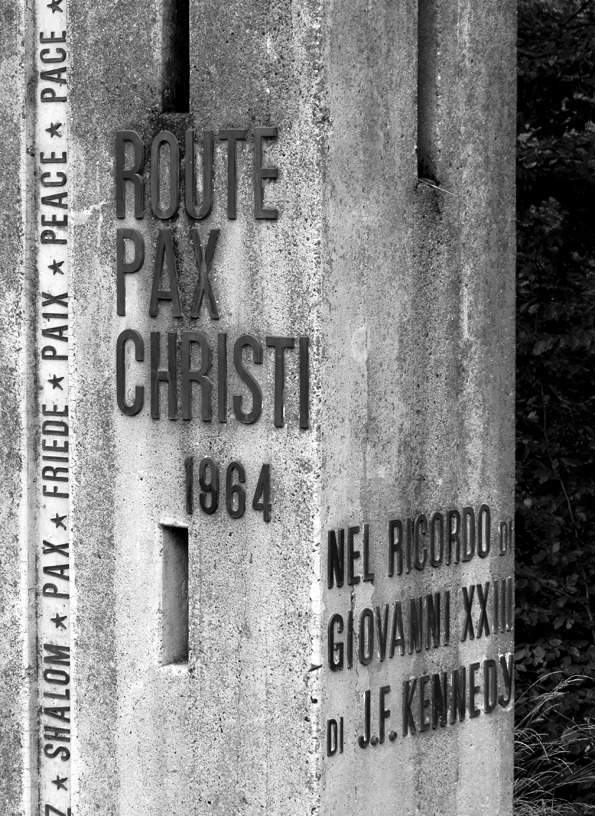 SHALOM ★ PAX ★ FRIEDE ★ PAIX ★ PEACE ★ PACE ★
ROUTE
PAX
CHRISTI
1964
NEL RICORDO DI
GIOVANNI XXIII
DI J.F. KENNEDY